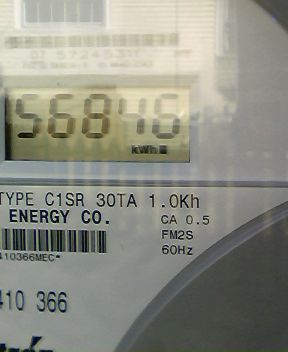 56846
kWh
TYPE C1SR 30TA 1.0Kh
ENERGY CO.
CA 0.5
FM2S
60Hz
410366MEC*
410 366